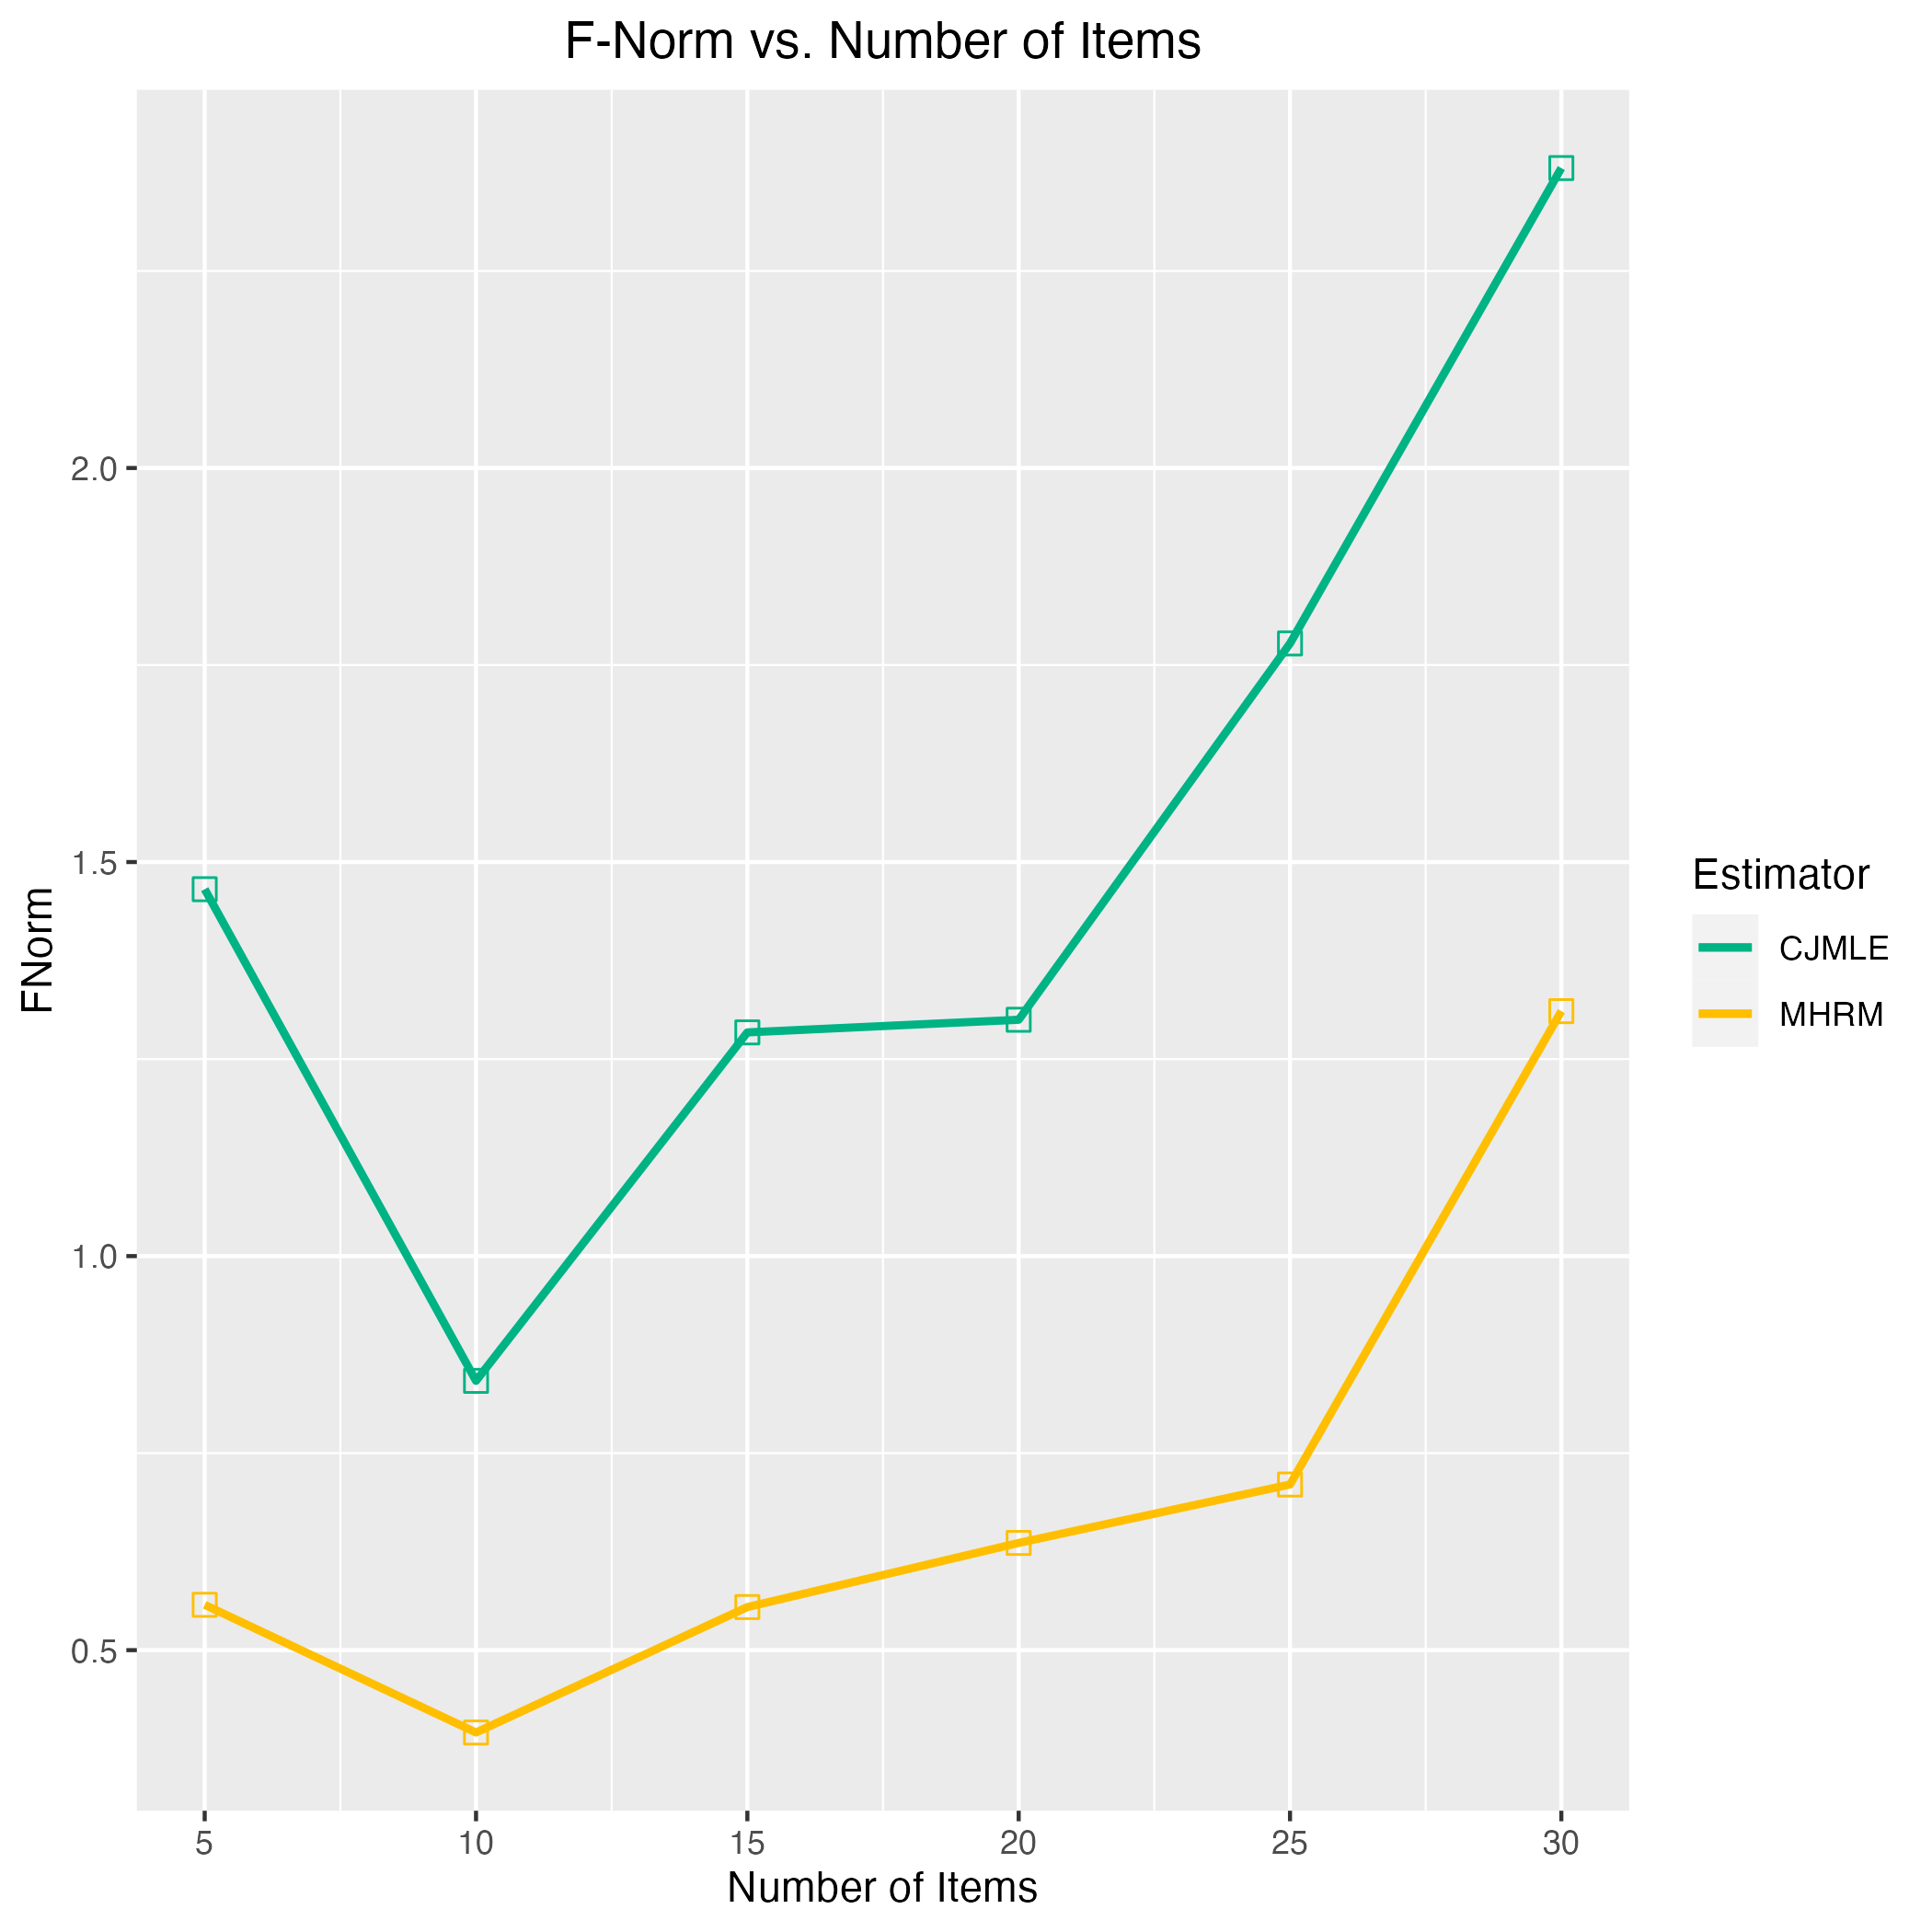 F-Norm vs. Number of Items
FNorm
2.0
1.5
1.0
0.5
5 10 15 20 25 30
Number of Items
Estimator
CJMLE
MHRM